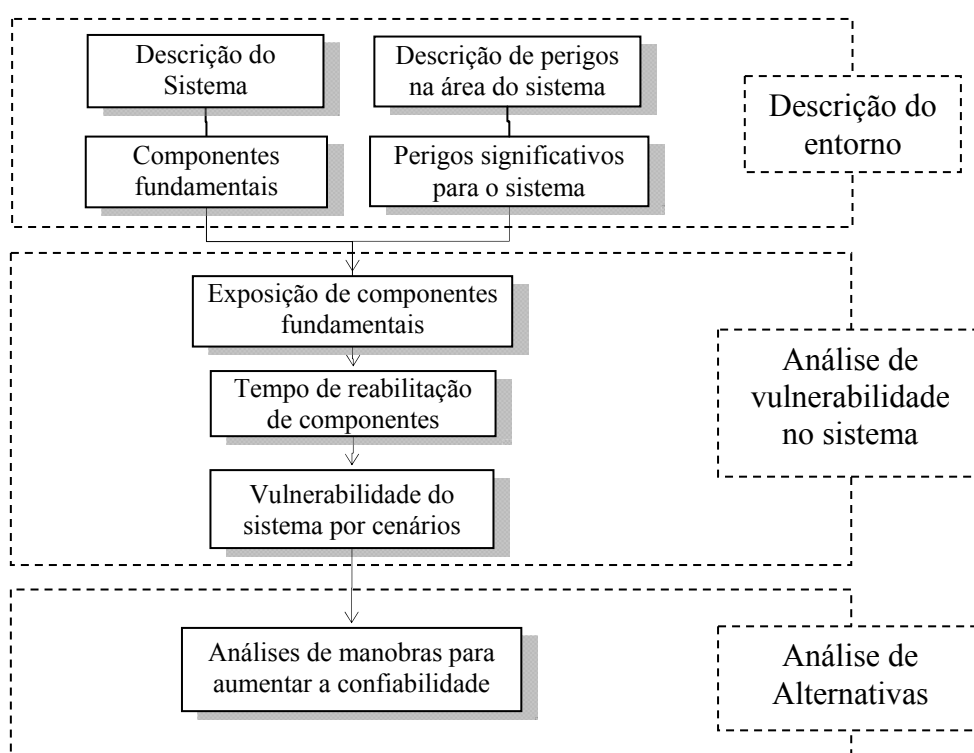 Descrição do
Sistema
Descrição de perigos
na área do sistema
Componentes
fundamentais
Perigos significativos
para o sistema
Descrição do
entorno
Exposição de componentes
fundamentais
Tempo de reabilitação
de componentes
Vulnerabilidade do
sistema por cenários
Análise de
vulnerabilidade
no sistema
Análises de manobras para
aumentar a confiabilidade
Análise de
Alternativas